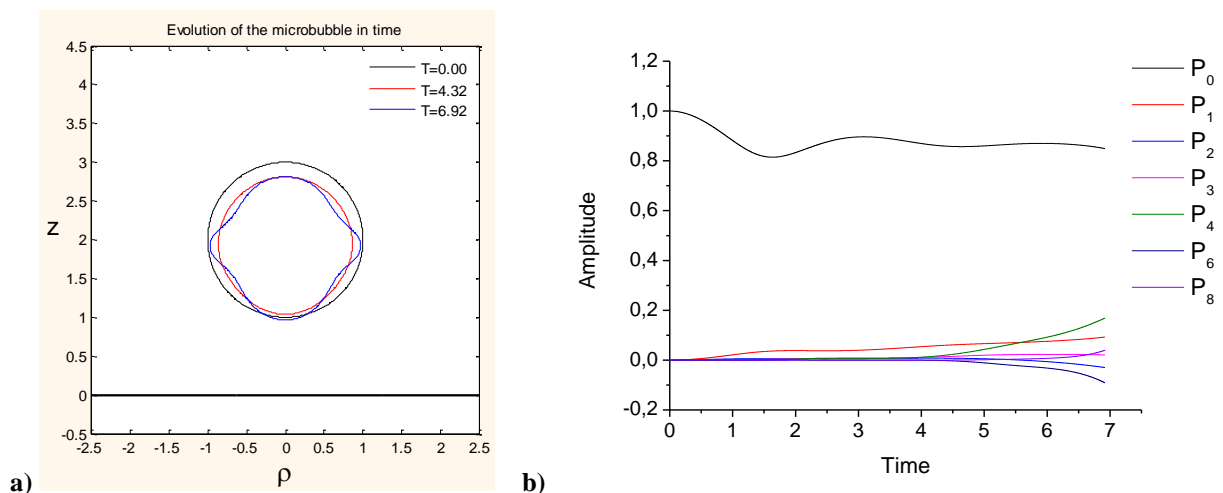 Evolution of the microbubble in time
4.5
4
3.5
3
2.5
2
1.5
1
0.5
0
-0.5
z
T=0.00
T=4.32
T=6.92
-2.5 -2 -1.5 -1 -0.5 0 0.5 1 1.5 2 2.5
ρ
a)
1,2
1,0
0,8
0,6
0,4
0,2
0,0
-0,2
Amplitude
0 1 2 3 4 5 6 7
Time
P0
P1
P2
P3
P4
P6
P8
b)